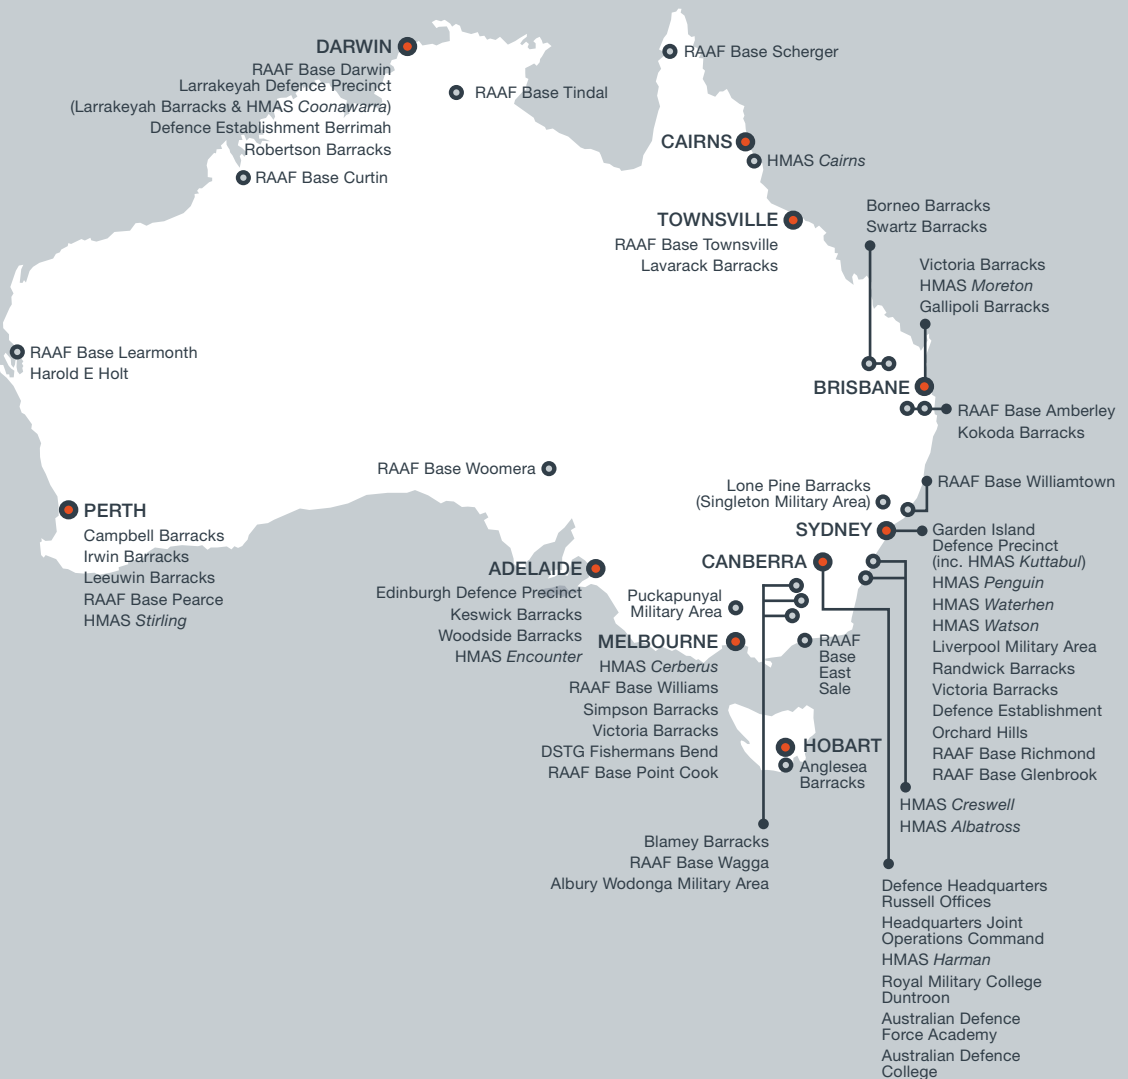 DARWIN
RAAF Base Darwin
Larrakeyah Defence Precinct
(Larrakeyah Barracks & HMAS Coonawarra)
Defence Establishment Berrimah
Robertson Barracks
RAAF Base Curtin
RAAF Base Tindal
RAAF Base Scherger
CAIRNS
HMAS Cairns
TOWNSVILLE
RAAF Base Townsville
Lavarack Barracks
Borneo Barracks
Swartz Barracks
Victoria Barracks
HMAS Moreton
Gallipoli Barracks
BRISBANE
RAAF Base Amberley
Kokoda Barracks
RAAF Base Learmonth
Harold E Holt
RAAF Base Woomera
PERTH
Campbell Barracks
Irwin Barracks
Leeuwin Barracks
RAAF Base Pearce
HMAS Stirling
ADELAIDE
Edinburgh Defence Precinct
Keswick Barracks
Woodside Barracks
HMAS Encounter
Lone Pine Barracks
(Singleton Military Area)
RAAF Base Williamtown
SYDNEY
Garden Island
Defence Precinct
(inc. HMAS Kuttabul)
HMAS Penguin
HMAS Waterhen
HMAS Watson
Liverpool Military Area
Randwick Barracks
Victoria Barracks
Defence Establishment
Orchard Hills
RAAF Base Richmond
RAAF Base Glenbrook
HMAS Creswell
HMAS Albatross
CANBERRA
Puckapunyal
Military Area
MELBOURNE
HMAS Cerberus
RAAF Base Williams
Simpson Barracks
Victoria Barracks
DSTG Fishermans Bend
RAAF Base Point Cook
RAAF
Base
East
Sale
HOBART
Anglesea
Barracks
Blamey Barracks
RAAF Base Wagga
Albury Wodonga Military Area
Defence Headquarters
Russell Offices
Headquarters Joint
Operations Command
HMAS Harman
Royal Military College
Duntroon
Australian Defence
Force Academy
Australian Defence
College